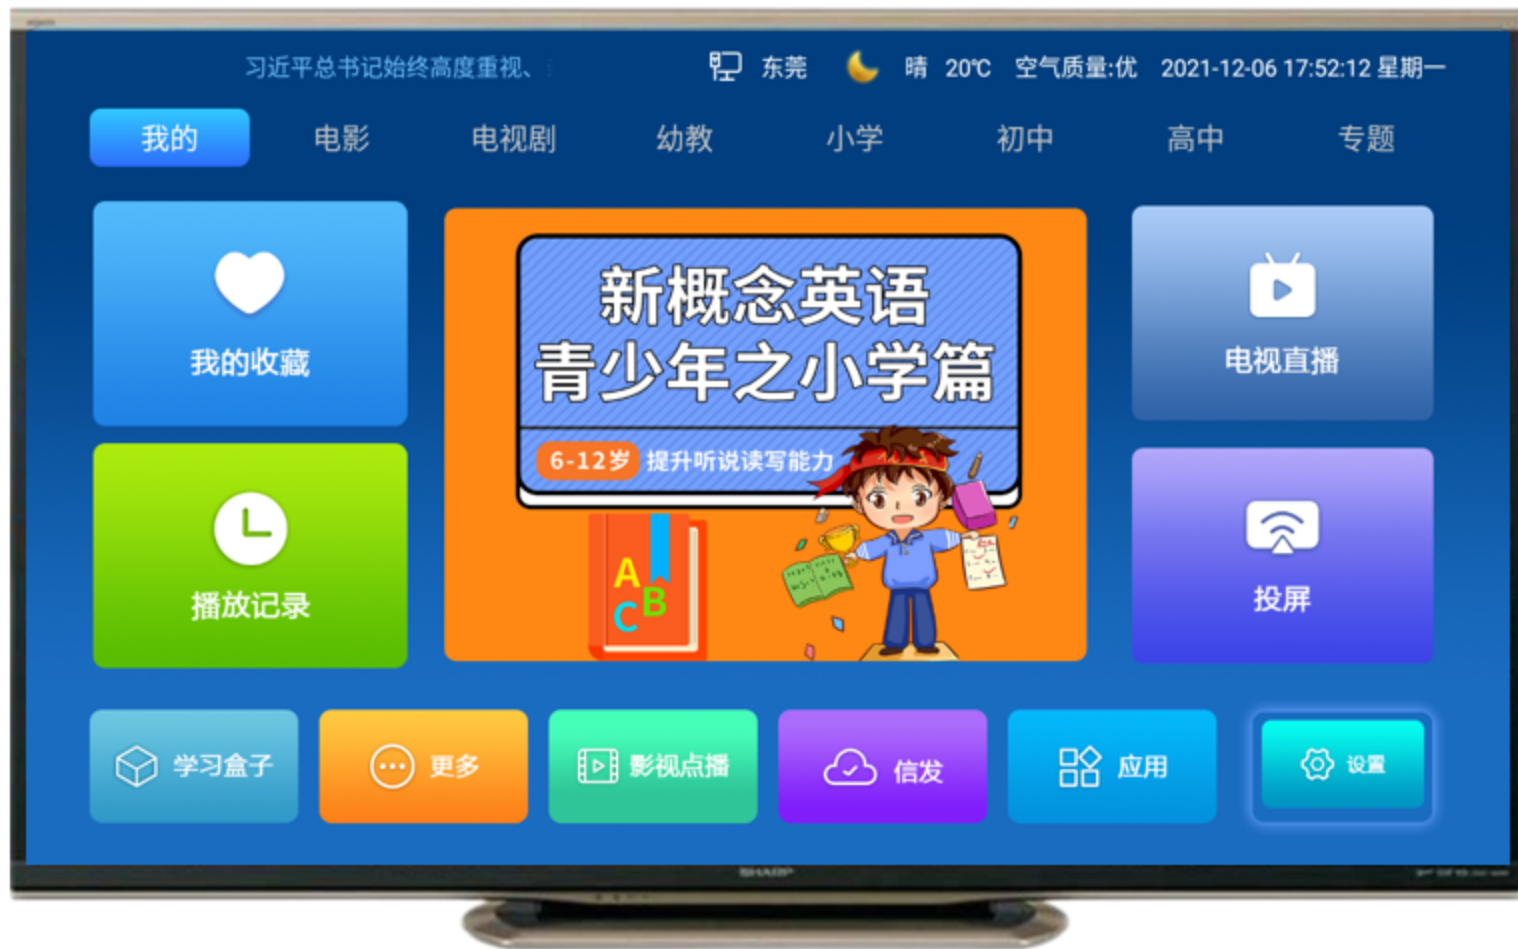 习近平总书记始终高度重视、
东莞 晴 20℃ 空气质量:优 2021-12-06 17:52:12 星期一
我的 电影 电视剧 幼教 小学 初中 高中 专题
我的收藏
播放记录
新概念英语
青少年之小学篇
6-12岁 提升听说读写能力
A
B
C
电视直播
投屏
学习盒子 更多 影视点播 信发 应用 设置
SHARP